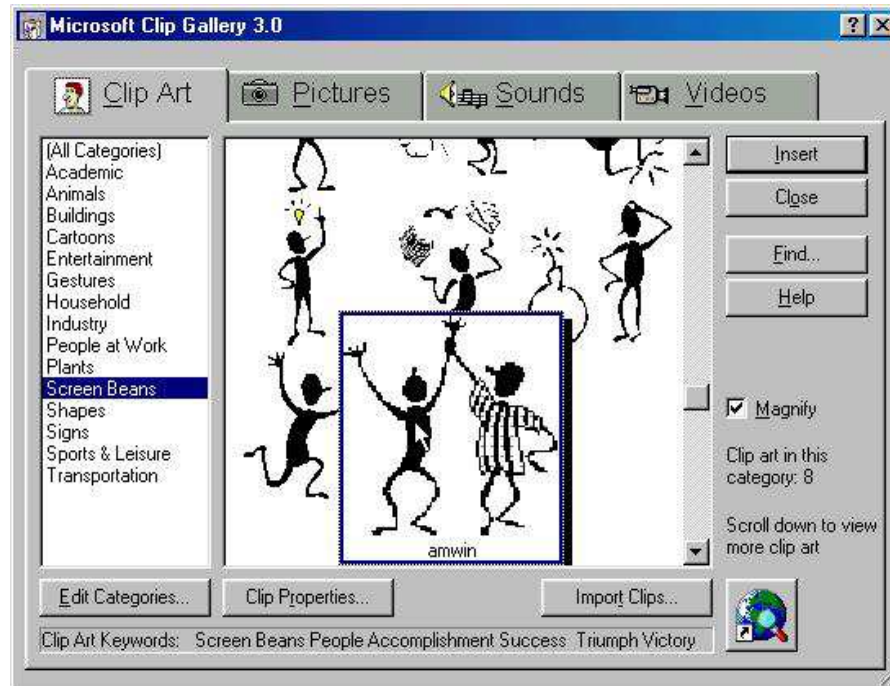 Microsoft Clip Gallery 3.0
Clip Art
Pictures
Sounds
Videos
(All Categories)
Academic
Animals
Buildings
Cartoons
Entertainment
Gestures
Household
Industry
People at Work
Plants
Screen Beans
Shapes
Signs
Sports & Leisure
Transportation
amwin
Insert
Close
Find...
Help
Magnify
Clip art in this
category: 8
Scroll down to view
more clip art
Edit Categories...
Clip Properties...
Import Clips...
Clip Art Keywords: Screen Beans People Accomplishment Success Triumph Victory